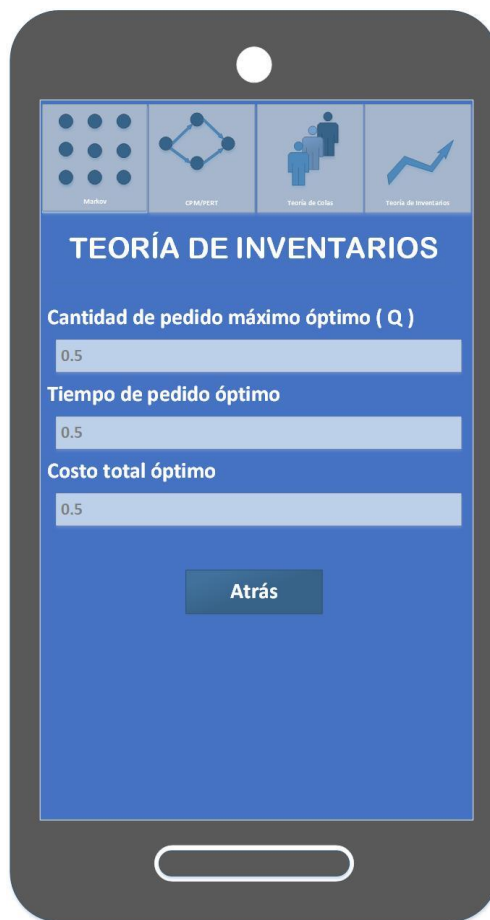 Markov
CPM/PERT
Teoría de Colas
Teoría de Inventarios
TEORÍA DE INVENTARIOS
Cantidad de pedido máximo óptimo ( Q )
0.5
Tiempo de pedido óptimo
0.5
Costo total óptimo
0.5
Atrás